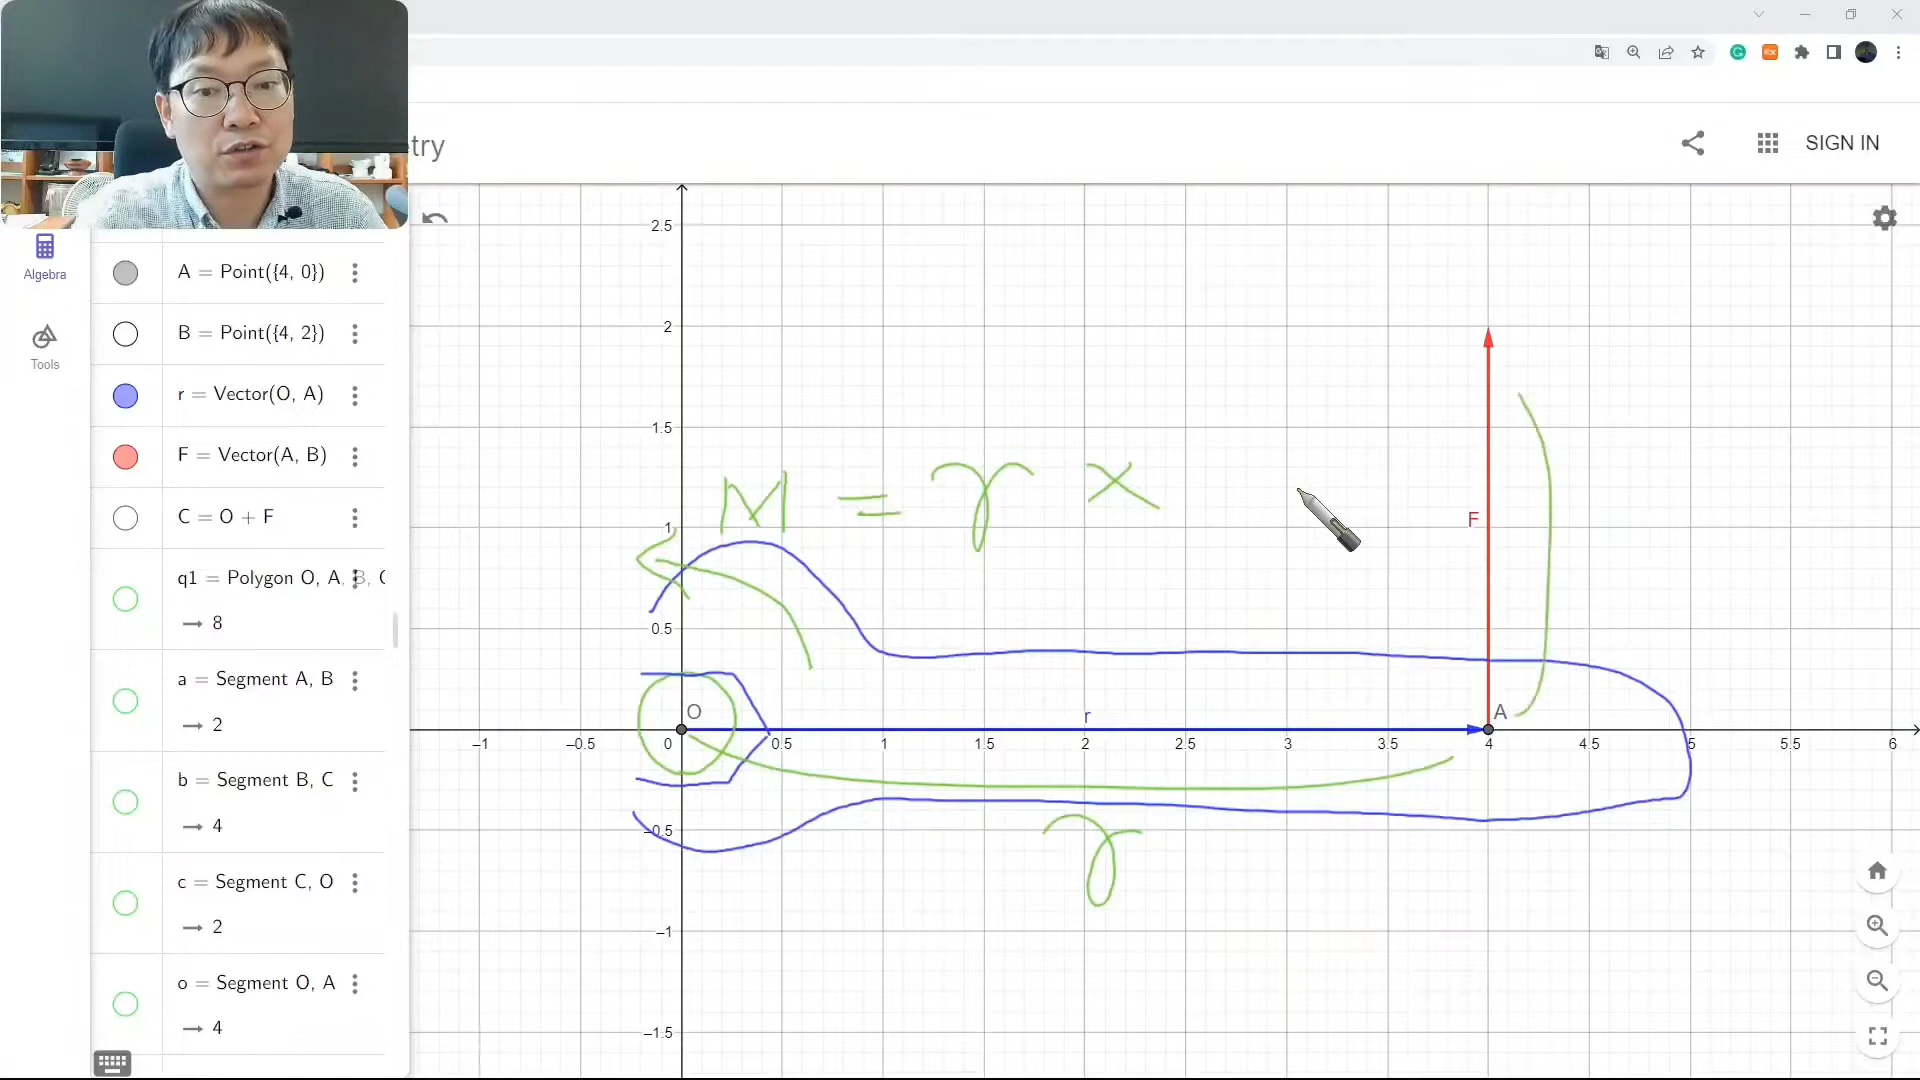 try
SIGN IN
Algebra
Tools
A = Point({4, 0})
B = Point({4, 2})
r = Vector(O, A)
F = Vector(A, B)
C = O + F
q1 = Polygon O, A, B, C
→ 8
a = Segment A, B
→ 2
b = Segment B, C
→ 4
c = Segment C, O
→ 2
o = Segment O, A
→ 4
2.5
2
1.5
1
0.5
M = r ×
F
O
r
A
−1
−0.5
0
0.5
1
1.5
2
2.5
3
3.5
4
4.5
5
5.5
6
−0.5
r
−1
−1.5